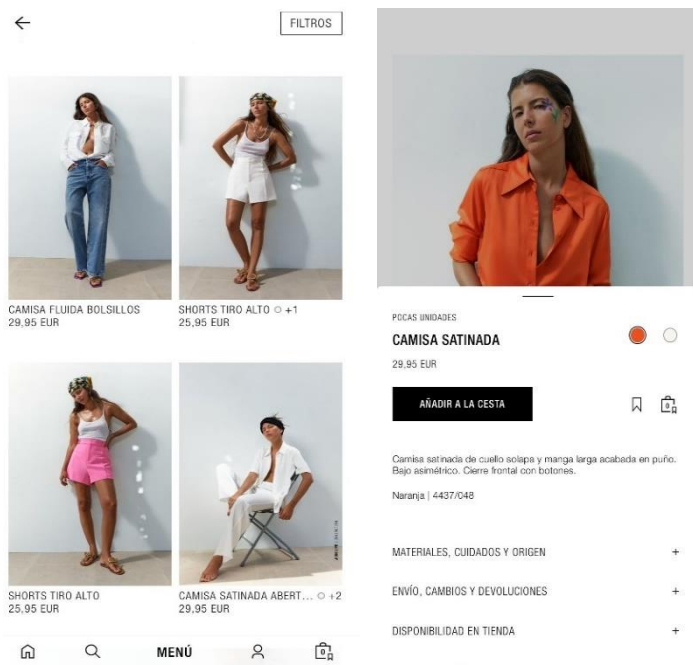 FILTROS
CAMISA FLUIDA BOLSILLOS
29,95 EUR
SHORTS TIRO ALTO +1
25,95 EUR
SHORTS TIRO ALTO
25,95 EUR
CAMISA SATINADA ABERT... +2
29,95 EUR
MENÚ
0
POCAS UNIDADES
CAMISA SATINADA
29,95 EUR
AÑADIR A LA CESTA
0
Camisa satinada de cuello solapa y manga larga acabada en puño.
Bajo asimétrico. Cierre frontal con botones.
Naranja | 4437/048
MATERIALES, CUIDADOS Y ORIGEN +
ENVÍO, CAMBIOS Y DEVOLUCIONES +
DISPONIBILIDAD EN TIENDA +